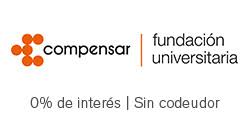 compensar
fundación
universitaria
0% de interés | Sin codeudor